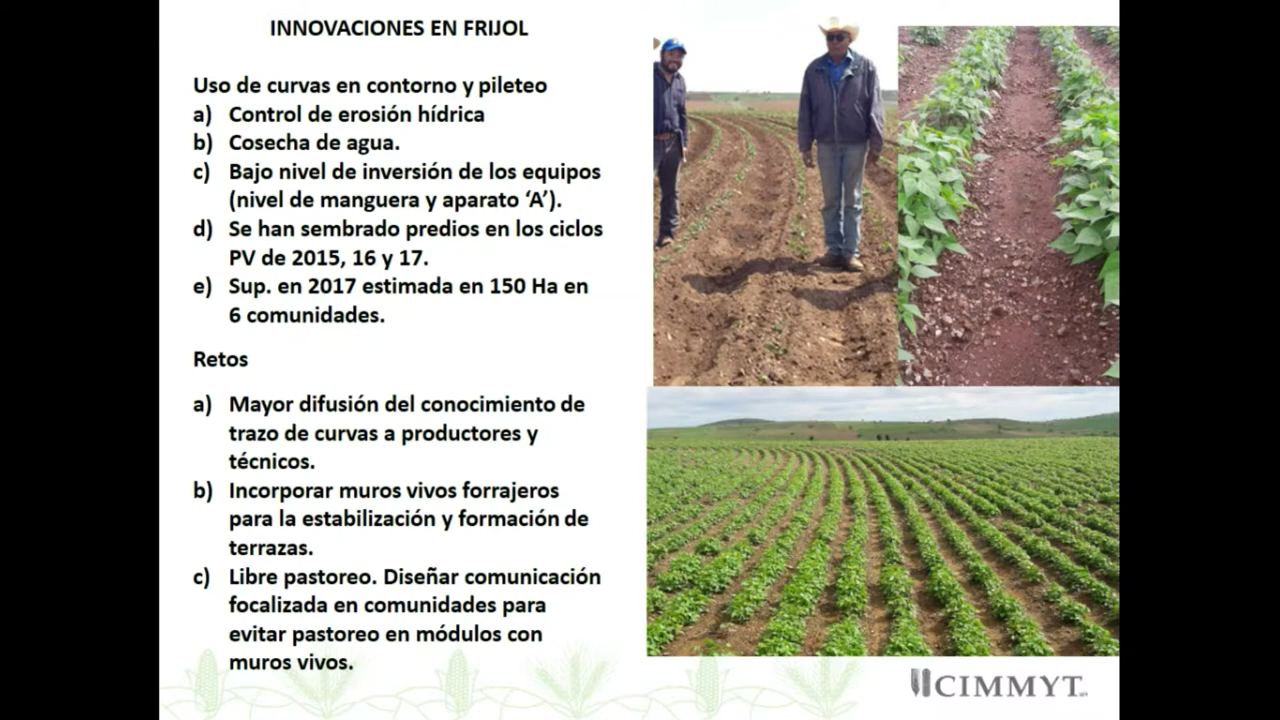 INNOVACIONES EN FRIJOL
Uso de curvas en contorno y pileteo
a) Control de erosión hídrica
b) Cosecha de agua.
c) Bajo nivel de inversión de los equipos
(nivel de manguera y aparato ‘A’).
d) Se han sembrado predios en los ciclos
PV de 2015, 16 y 17.
e) Sup. en 2017 estimada en 150 Ha en
6 comunidades.
Retos
a) Mayor difusión del conocimiento de
trazo de curvas a productores y
técnicos.
b) Incorporar muros vivos forrajeros
para la estabilización y formación de
terrazas.
c) Libre pastoreo. Diseñar comunicación
focalizada en comunidades para
evitar pastoreo en módulos con
muros vivos.
CIMMYT